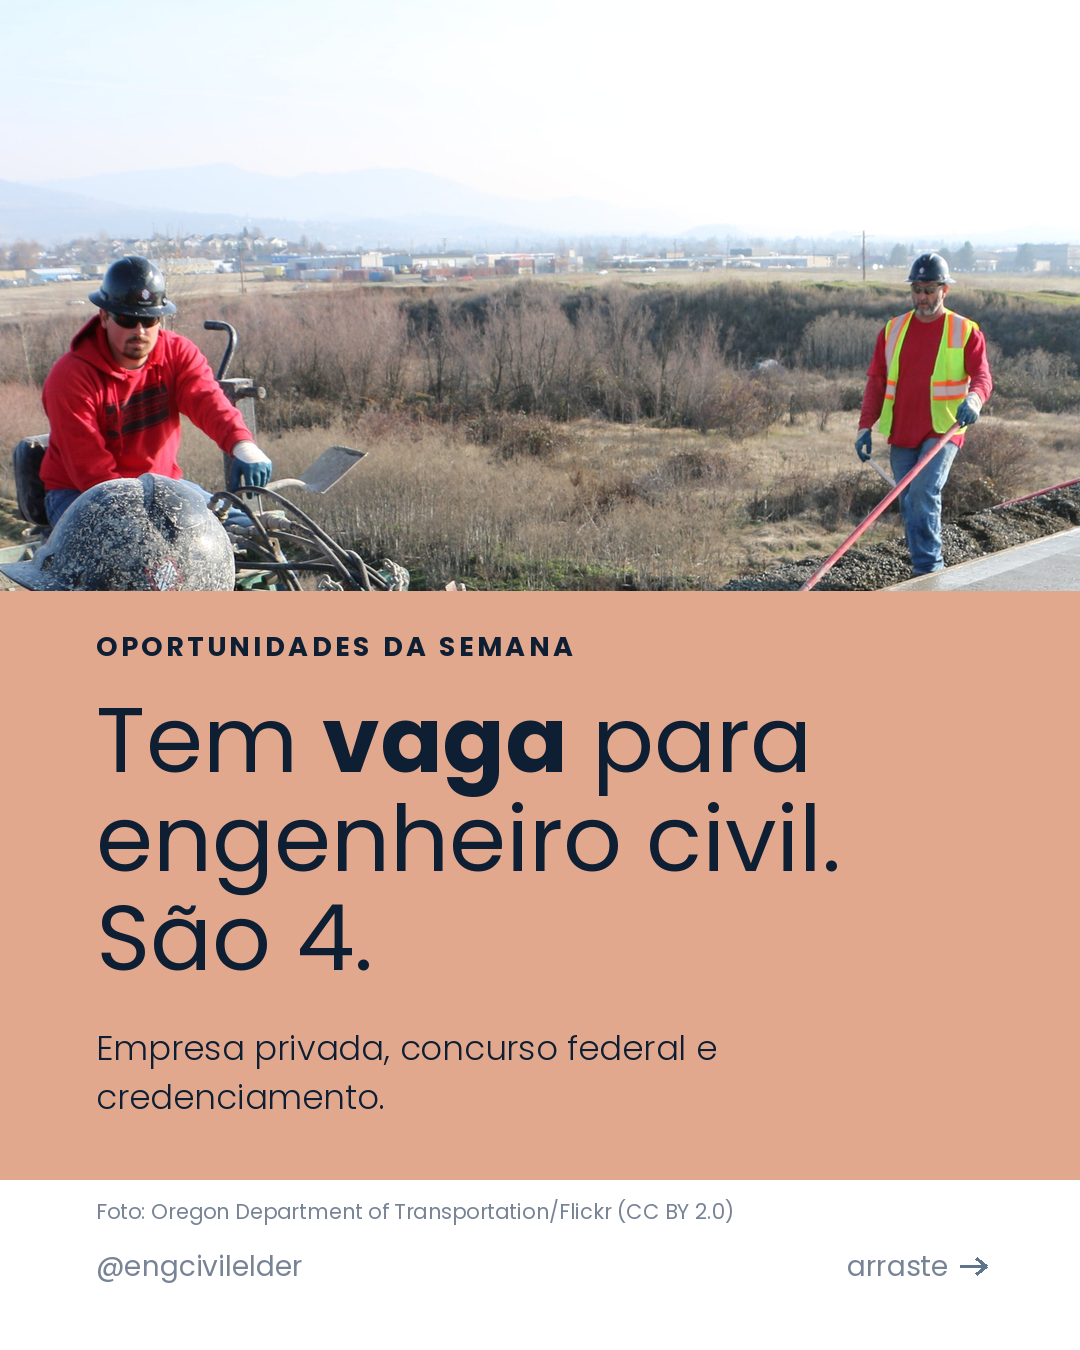 OPORTUNIDADES DA SEMANA
Tem vaga para
engenheiro civil.
São 4.
Empresa privada, concurso federal e
credenciamento.
Foto: Oregon Department of Transportation/Flickr (CC BY 2.0)
@engcivilelder
arraste →